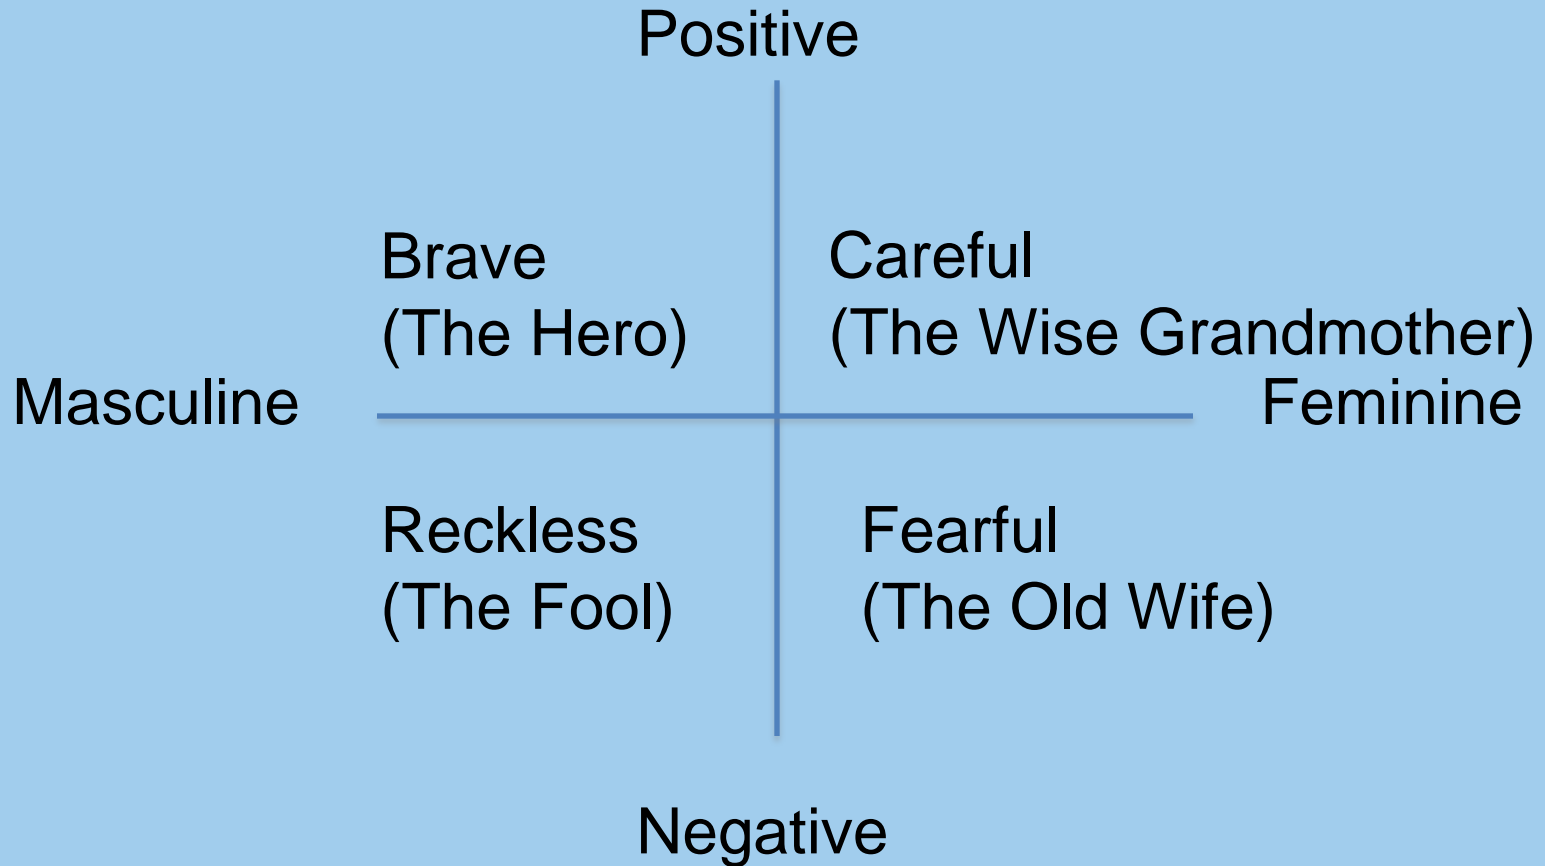 Positive
Brave
(The Hero)
Careful
(The Wise Grandmother)
Masculine
Feminine
Reckless
(The Fool)
Fearful
(The Old Wife)
Negative